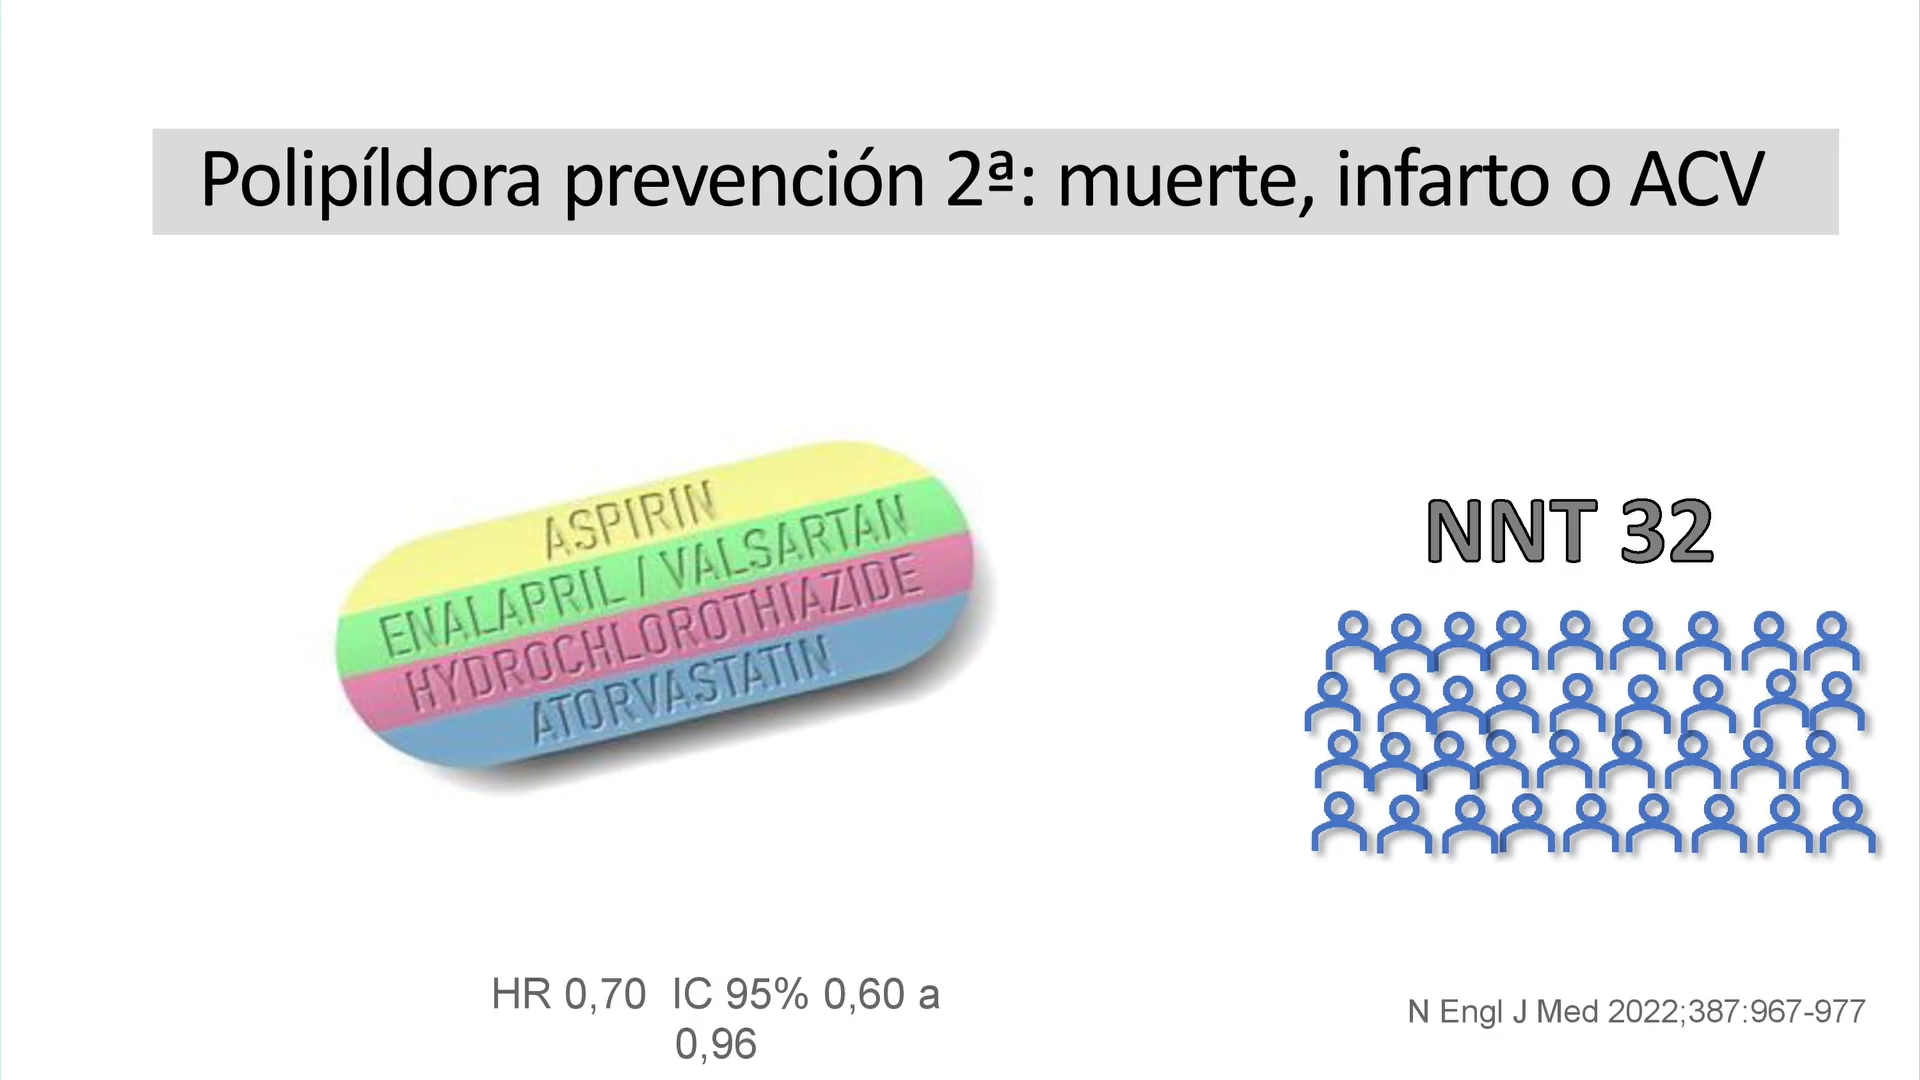 Polipíldora prevención 2ª: muerte, infarto o ACV
ASPIRIN
ENALAPRIL / VALSARTAN
HYDROCHLOROTHIAZIDE
ATORVASTATIN
NNT 32
HR 0,70  IC 95% 0,60 a
0,96
N Engl J Med 2022;387:967-977